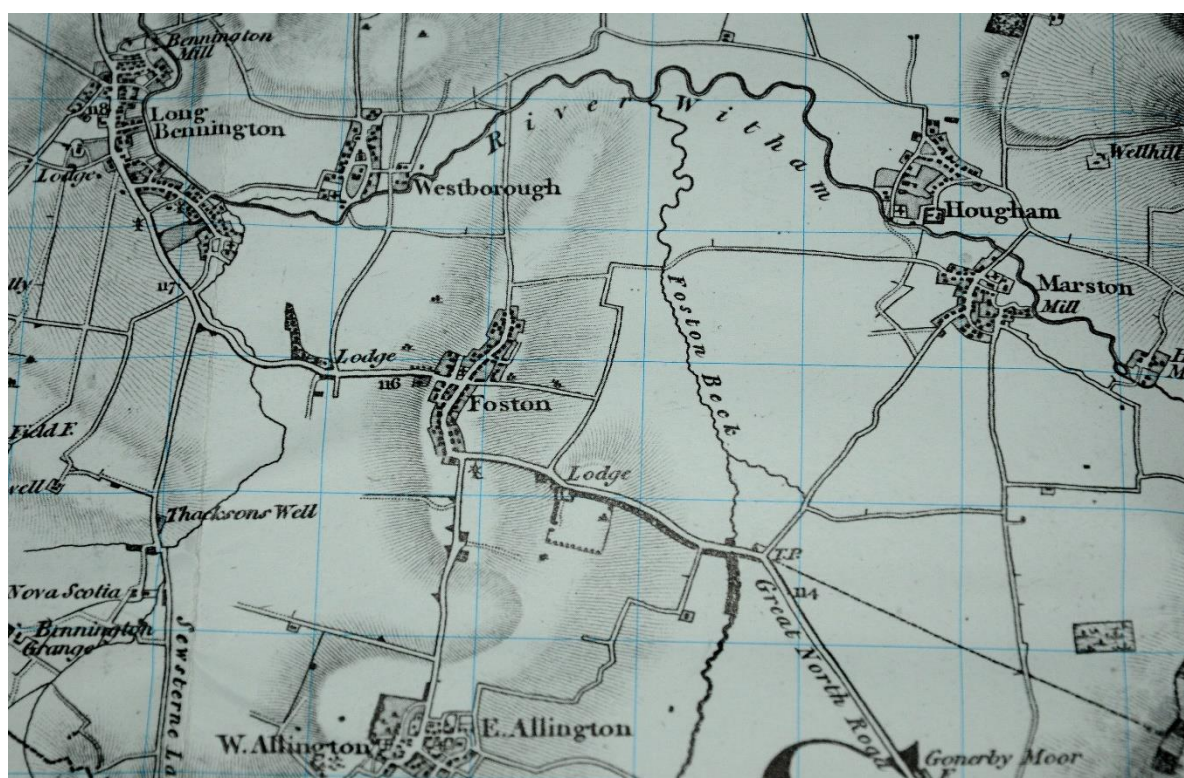 Bennington
Mill
118
Long
Bennington
Lodge
River Witham
Westborough
Wellhill
Hougham
117
Marston
Mill
Foston Beck
Lodge
116
Foston
Field F.
Lodge
Thacksons Well
T.P.
114
Nova Scotia
Great North Road
Bennington
Grange
Sewsterne
E. Allington
W. Allington
Gonerby Moor